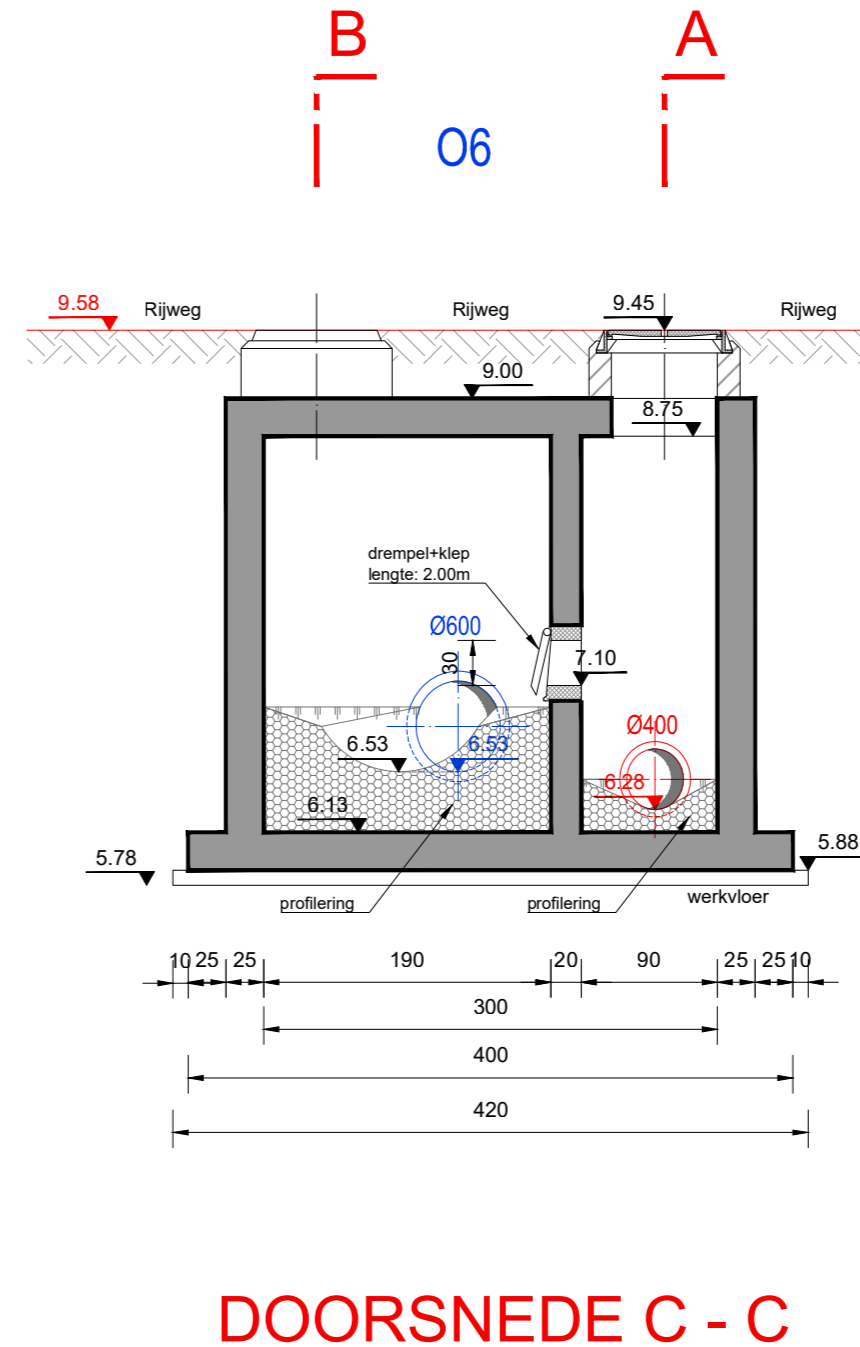 B
A
O6
9.58
Rijweg
Rijweg
9.45
Rijweg
9.00
8.75
drempel+klep
lengte: 2.00m
Ø600
30
7.10
Ø400
6.53
6.53
6.28
6.13
5.78
5.88
profilering
profilering
werkvloer
10 25 25 190 20 90 25 25 10
300
400
420
DOORSNEDE C - C